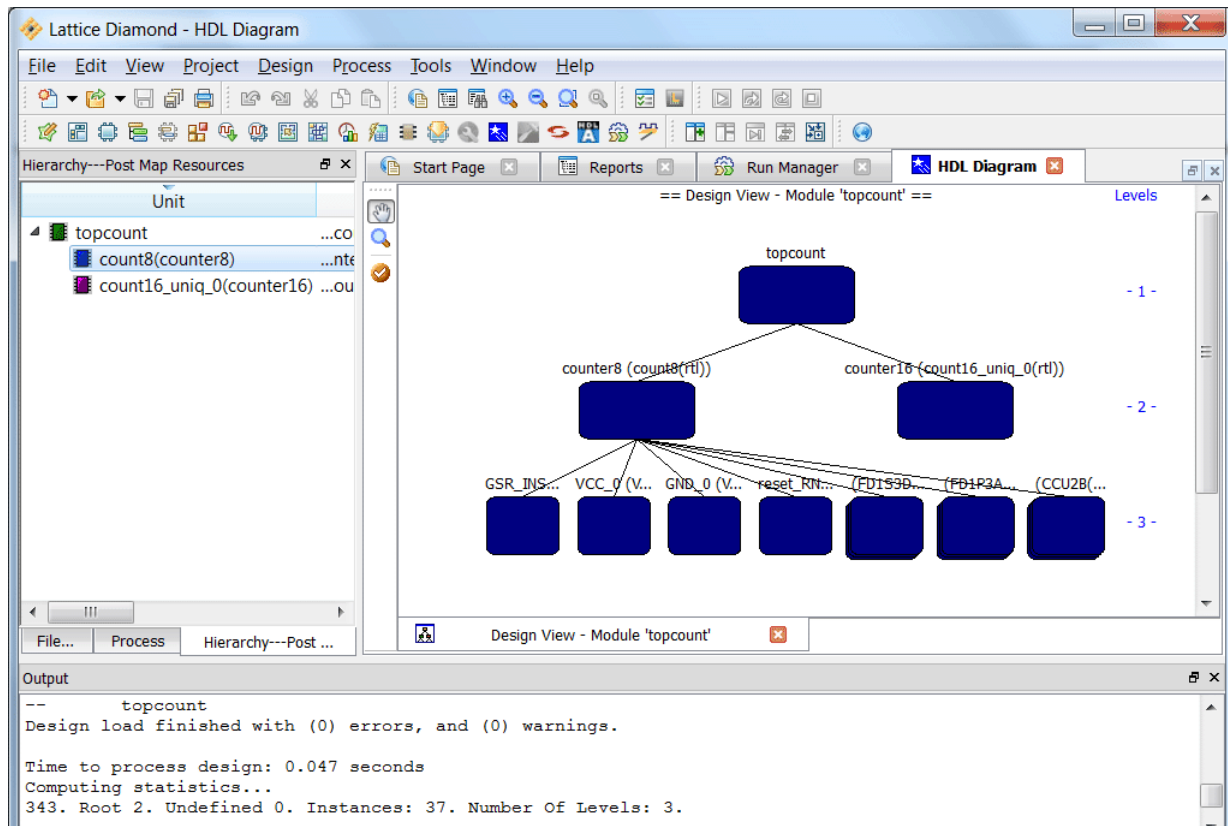 Lattice Diamond - HDL Diagram
File Edit View Project Design Process Tools Window Help
Hierarchy---Post Map Resources
Start Page
Reports
Run Manager
HDL Diagram
Unit
topcount ...co
count8(counter8) ...nte
count16_uniq_0(counter16) ...ou
== Design View - Module 'topcount' ==
Levels
topcount
- 1 -
counter8 (count8(rtl))
counter16 (count16_uniq_0(rtl))
- 2 -
GSR_INS... VCC_0 (V... GND_0 (V... reset_RN... (FD1S3D... (FD1P3A... (CCU2B(...
- 3 -
File... Process Hierarchy---Post ...
Design View - Module 'topcount'
Output
-- topcount
Design load finished with (0) errors, and (0) warnings.
Time to process design: 0.047 seconds
Computing statistics...
343. Root 2. Undefined 0. Instances: 37. Number Of Levels: 3.